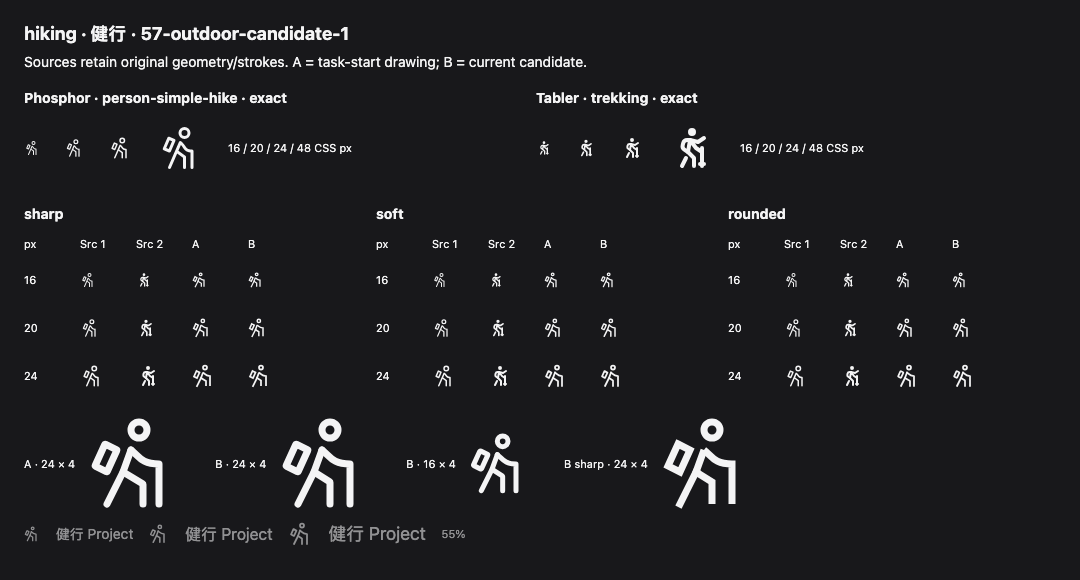 hiking · 健行 · 57-outdoor-candidate-1
Sources retain original geometry/strokes. A = task-start drawing; B = current candidate.
Phosphor · person-simple-hike · exact
16 / 20 / 24 / 48 CSS px
Tabler · trekking · exact
16 / 20 / 24 / 48 CSS px
sharp
px Src 1 Src 2 A B
16
20
24
soft
px Src 1 Src 2 A B
16
20
24
rounded
px Src 1 Src 2 A B
16
20
24
A · 24 × 4
B · 24 × 4
B · 16 × 4
B sharp · 24 × 4
健行 Project 健行 Project 健行 Project 55%